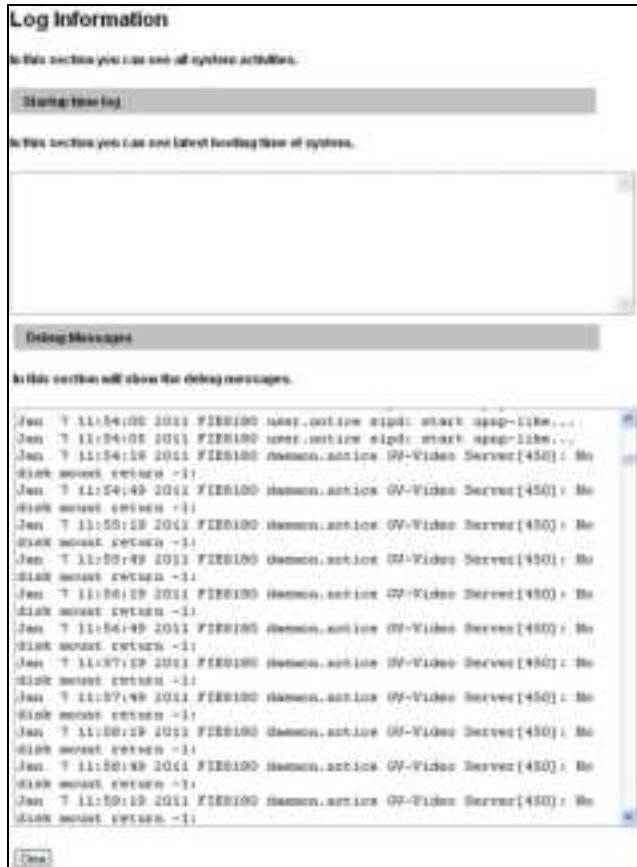 Log Information
In this section you can see all system activities.
Startup time log
In this section you can see latest booting time of system.
Debug Messages
In this section will show the debug messages.
Jan 7 11:54:00 2011 user.notice sipd: start upnp-like...
Jan 7 11:54:05 2011 user.notice sipd: start upnp-like...
Jan 7 11:54:19 2011 daemon.notice GV-Video Server[450]: No
disk mount return -1:
Jan 7 11:54:49 2011 daemon.notice GV-Video Server[450]: No
disk mount return -1:
Jan 7 11:55:19 2011 daemon.notice GV-Video Server[450]: No
disk mount return -1:
Jan 7 11:55:49 2011 daemon.notice GV-Video Server[450]: No
disk mount return -1:
Jan 7 11:56:19 2011 daemon.notice GV-Video Server[450]: No
disk mount return -1:
Jan 7 11:56:49 2011 daemon.notice GV-Video Server[450]: No
disk mount return -1:
Jan 7 11:57:19 2011 daemon.notice GV-Video Server[450]: No
disk mount return -1:
Jan 7 11:57:49 2011 daemon.notice GV-Video Server[450]: No
disk mount return -1:
Jan 7 11:58:19 2011 daemon.notice GV-Video Server[450]: No
disk mount return -1:
Jan 7 11:58:49 2011 daemon.notice GV-Video Server[450]: No
disk mount return -1:
Jan 7 11:59:19 2011 daemon.notice GV-Video Server[450]: No
disk mount return -1: